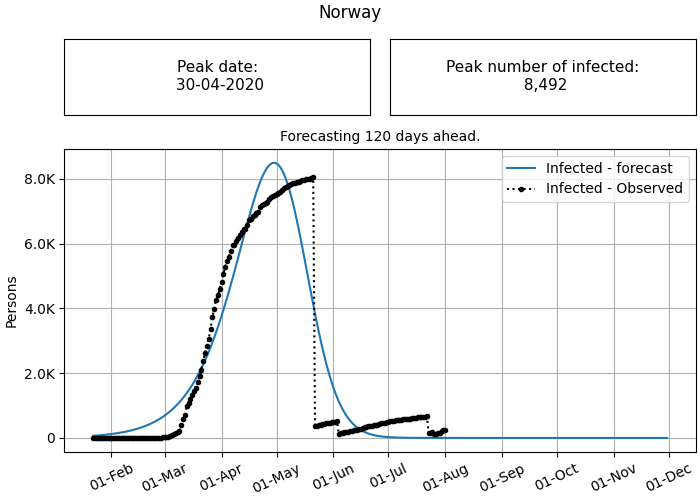 Norway
Peak date:
30-04-2020
Peak number of infected:
8,492
Forecasting 120 days ahead.
Infected - forecast
Infected - Observed
8.0K
6.0K
4.0K
2.0K
0
Persons
01-Feb
01-Mar
01-Apr
01-May
01-Jun
01-Jul
01-Aug
01-Sep
01-Oct
01-Nov
01-Dec